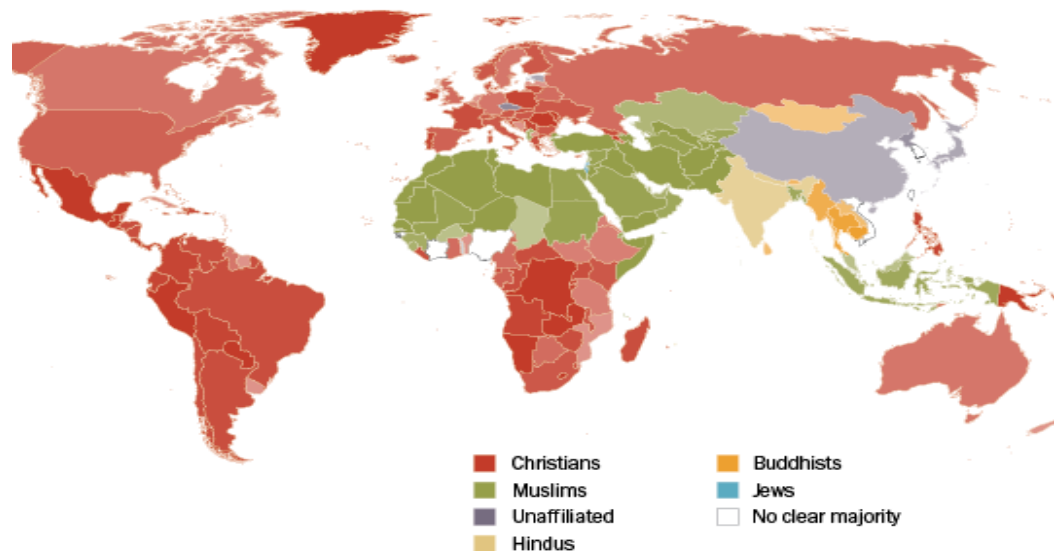 Christians
Muslims
Unaffiliated
Hindus
Buddhists
Jews
No clear majority